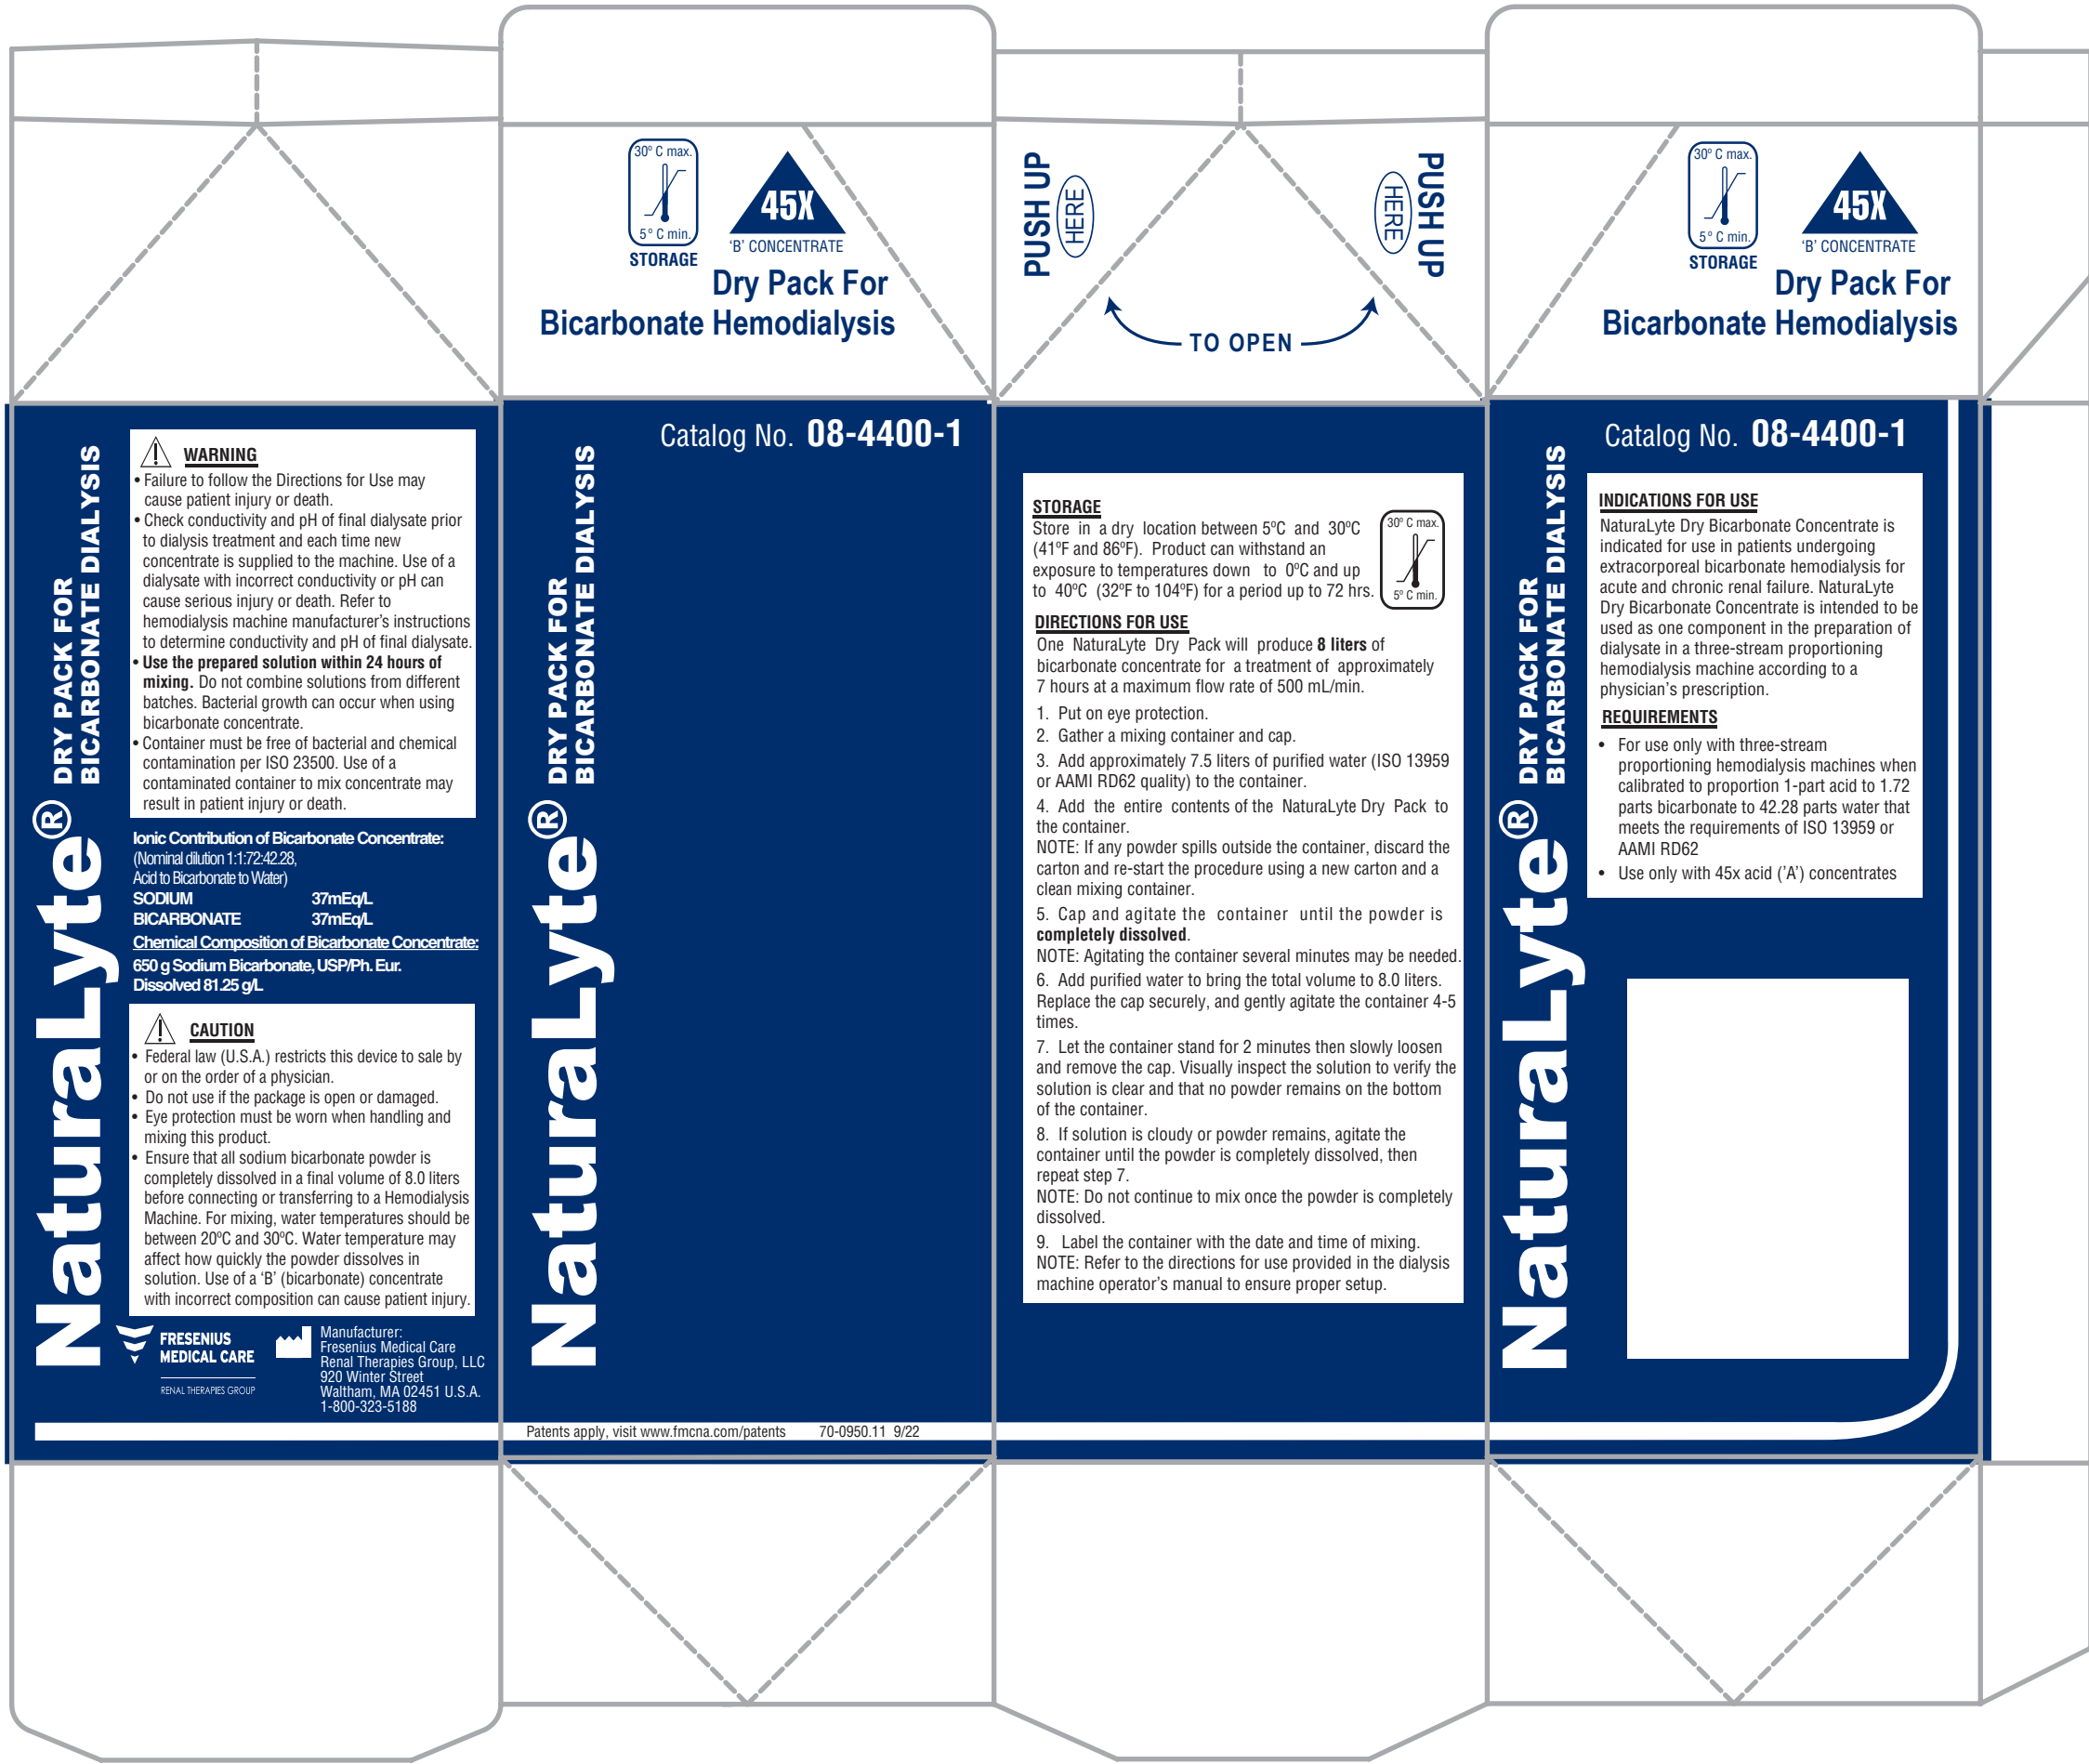 30º C max.
5º C min.
STORAGE
45X
‘B’ CONCENTRATE
Dry Pack For
Bicarbonate Hemodialysis
PUSH UP
HERE
PUSH UP
HERE
TO OPEN
30º C max.
5º C min.
STORAGE
45X
‘B’ CONCENTRATE
Dry Pack For
Bicarbonate Hemodialysis
NaturaLyte®
DRY PACK FOR
BICARBONATE DIALYSIS
WARNING
• Failure to follow the Directions for Use may
cause patient injury or death.
• Check conductivity and pH of final dialysate prior
to dialysis treatment and each time new
concentrate is supplied to the machine. Use of a
dialysate with incorrect conductivity or pH can
cause serious injury or death. Refer to
hemodialysis machine manufacturer’s instructions
to determine conductivity and pH of final dialysate.
• Use the prepared solution within 24 hours of
mixing. Do not combine solutions from different
batches. Bacterial growth can occur when using
bicarbonate concentrate.
• Container must be free of bacterial and chemical
contamination per ISO 23500. Use of a
contaminated container to mix concentrate may
result in patient injury or death.
Ionic Contribution of Bicarbonate Concentrate:
(Nominal dilution 1:1:72:42.28,
Acid to Bicarbonate to Water)
SODIUM 37mEq/L
BICARBONATE 37mEq/L
Chemical Composition of Bicarbonate Concentrate:
650 g Sodium Bicarbonate, USP/Ph. Eur.
Dissolved 81.25 g/L
CAUTION
• Federal law (U.S.A.) restricts this device to sale by
or on the order of a physician.
• Do not use if the package is open or damaged.
• Eye protection must be worn when handling and
mixing this product.
• Ensure that all sodium bicarbonate powder is
completely dissolved in a final volume of 8.0 liters
before connecting or transferring to a Hemodialysis
Machine. For mixing, water temperatures should be
between 20ºC and 30ºC. Water temperature may
affect how quickly the powder dissolves in
solution. Use of a ‘B’ (bicarbonate) concentrate
with incorrect composition can cause patient injury.
FRESENIUS
MEDICAL CARE
RENAL THERAPIES GROUP
Manufacturer:
Fresenius Medical Care
Renal Therapies Group, LLC
920 Winter Street
Waltham, MA 02451 U.S.A.
1-800-323-5188
Catalog No. 08-4400-1
NaturaLyte®
DRY PACK FOR
BICARBONATE DIALYSIS
Patents apply, visit www.fmcna.com/patents 70-0950.11 9/22
STORAGE
Store in a dry location between 5ºC and 30ºC
(41ºF and 86ºF). Product can withstand an
exposure to temperatures down to 0ºC and up
to 40ºC (32ºF to 104ºF) for a period up to 72 hrs.
30º C max.
5º C min.
DIRECTIONS FOR USE
One NaturaLyte Dry Pack will produce 8 liters of
bicarbonate concentrate for a treatment of approximately
7 hours at a maximum flow rate of 500 mL/min.
1. Put on eye protection.
2. Gather a mixing container and cap.
3. Add approximately 7.5 liters of purified water (ISO 13959
or AAMI RD62 quality) to the container.
4. Add the entire contents of the NaturaLyte Dry Pack to
the container.
NOTE: If any powder spills outside the container, discard the
carton and re-start the procedure using a new carton and a
clean mixing container.
5. Cap and agitate the container until the powder is
completely dissolved.
NOTE: Agitating the container several minutes may be needed.
6. Add purified water to bring the total volume to 8.0 liters.
Replace the cap securely, and gently agitate the container 4-5
times.
7. Let the container stand for 2 minutes then slowly loosen
and remove the cap. Visually inspect the solution to verify the
solution is clear and that no powder remains on the bottom
of the container.
8. If solution is cloudy or powder remains, agitate the
container until the powder is completely dissolved, then
repeat step 7.
NOTE: Do not continue to mix once the powder is completely
dissolved.
9. Label the container with the date and time of mixing.
NOTE: Refer to the directions for use provided in the dialysis
machine operator’s manual to ensure proper setup.
Catalog No. 08-4400-1
NaturaLyte®
DRY PACK FOR
BICARBONATE DIALYSIS
INDICATIONS FOR USE
NaturaLyte Dry Bicarbonate Concentrate is
indicated for use in patients undergoing
extracorporeal bicarbonate hemodialysis for
acute and chronic renal failure. NaturaLyte
Dry Bicarbonate Concentrate is intended to be
used as one component in the preparation of
dialysate in a three-stream proportioning
hemodialysis machine according to a
physician’s prescription.
REQUIREMENTS
• For use only with three-stream
proportioning hemodialysis machines when
calibrated to proportion 1-part acid to 1.72
parts bicarbonate to 42.28 parts water that
meets the requirements of ISO 13959 or
AAMI RD62
• Use only with 45x acid (’A’) concentrates